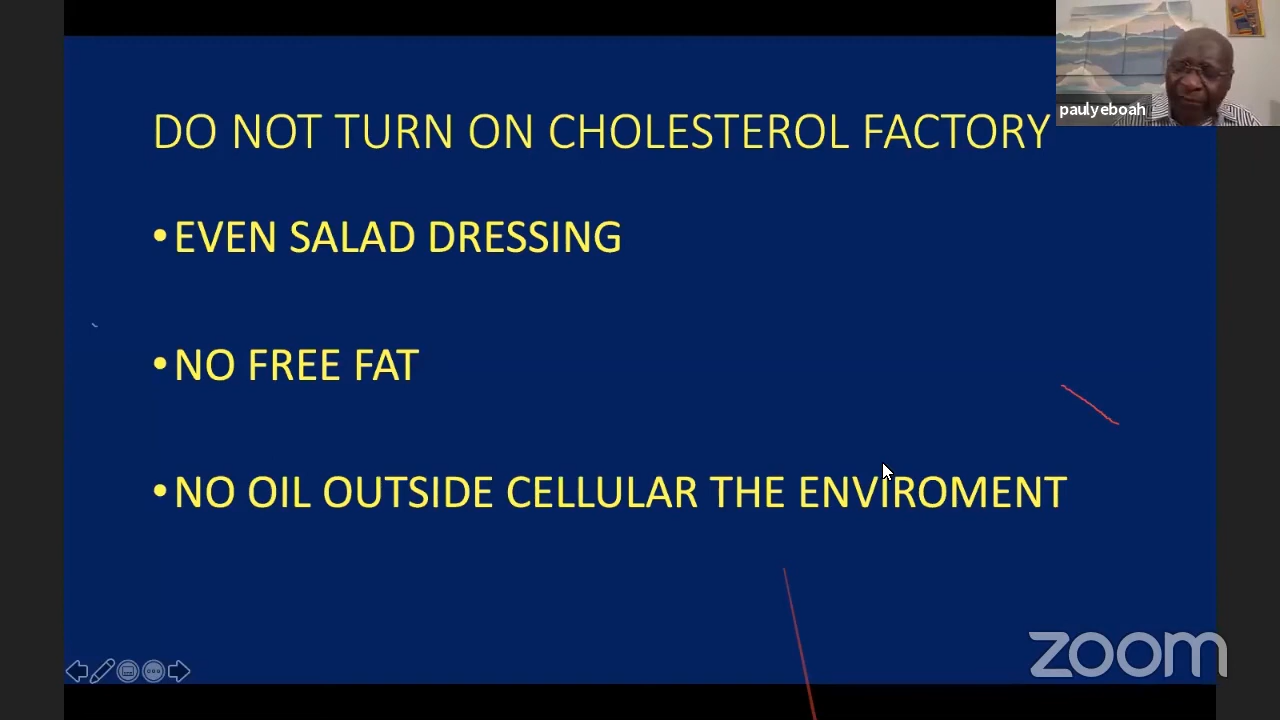 paulyeboah
DO NOT TURN ON CHOLESTEROL FACTORY
•EVEN SALAD DRESSING
•NO FREE FAT
•NO OIL OUTSIDE CELLULAR THE ENVIROMENT
zoom